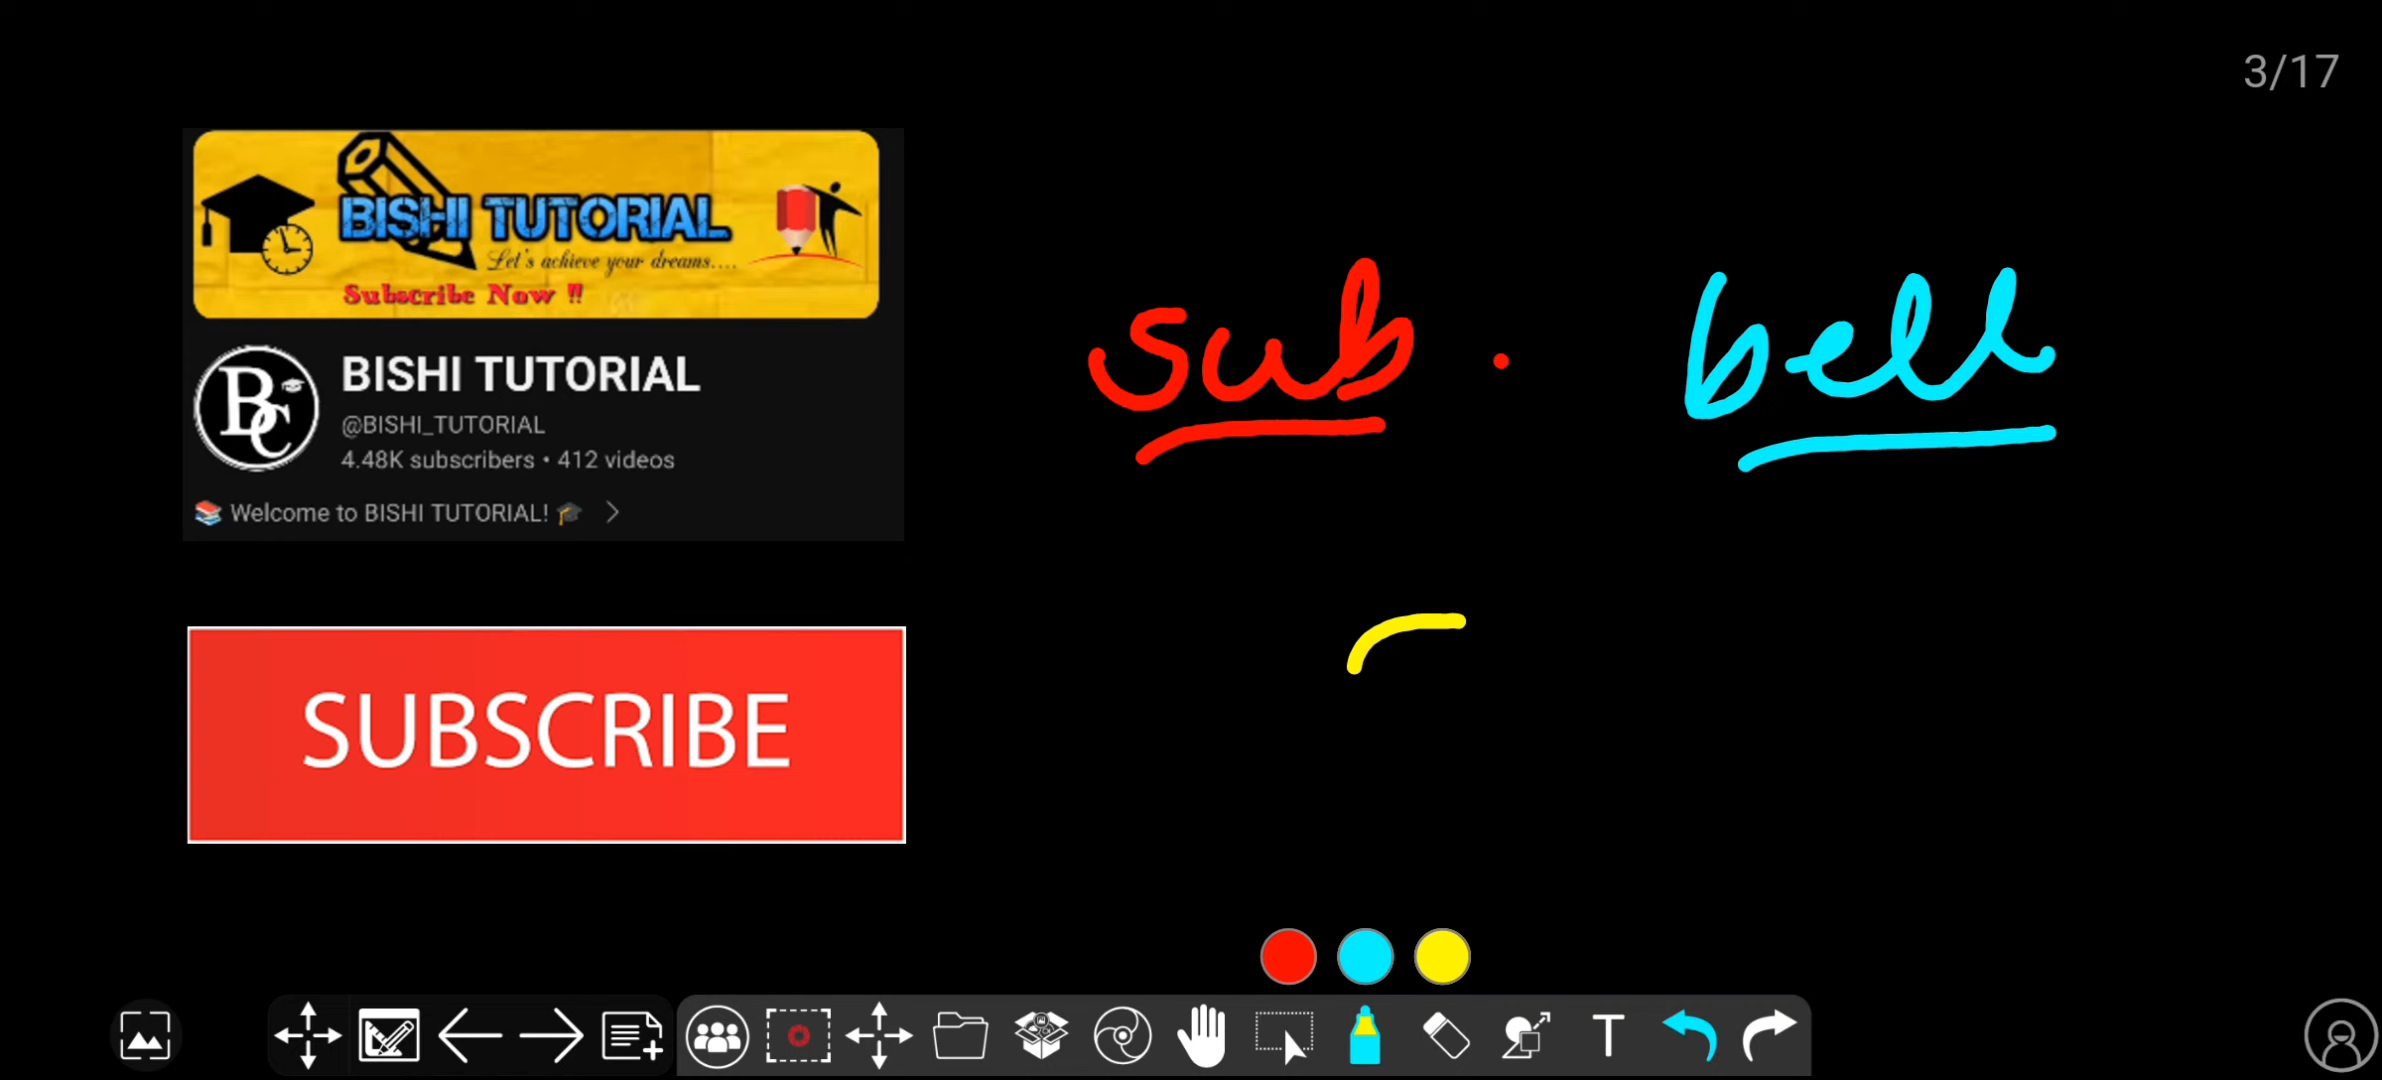 3/17
BISHI TUTORIAL
Let's achieve your dreams....
Subscribe Now !!
BISHI TUTORIAL
@BISHI_TUTORIAL
4.48K subscribers • 412 videos
📚 Welcome to BISHI TUTORIAL! 🎓 >
sub .
bell
SUBSCRIBE
BC
T